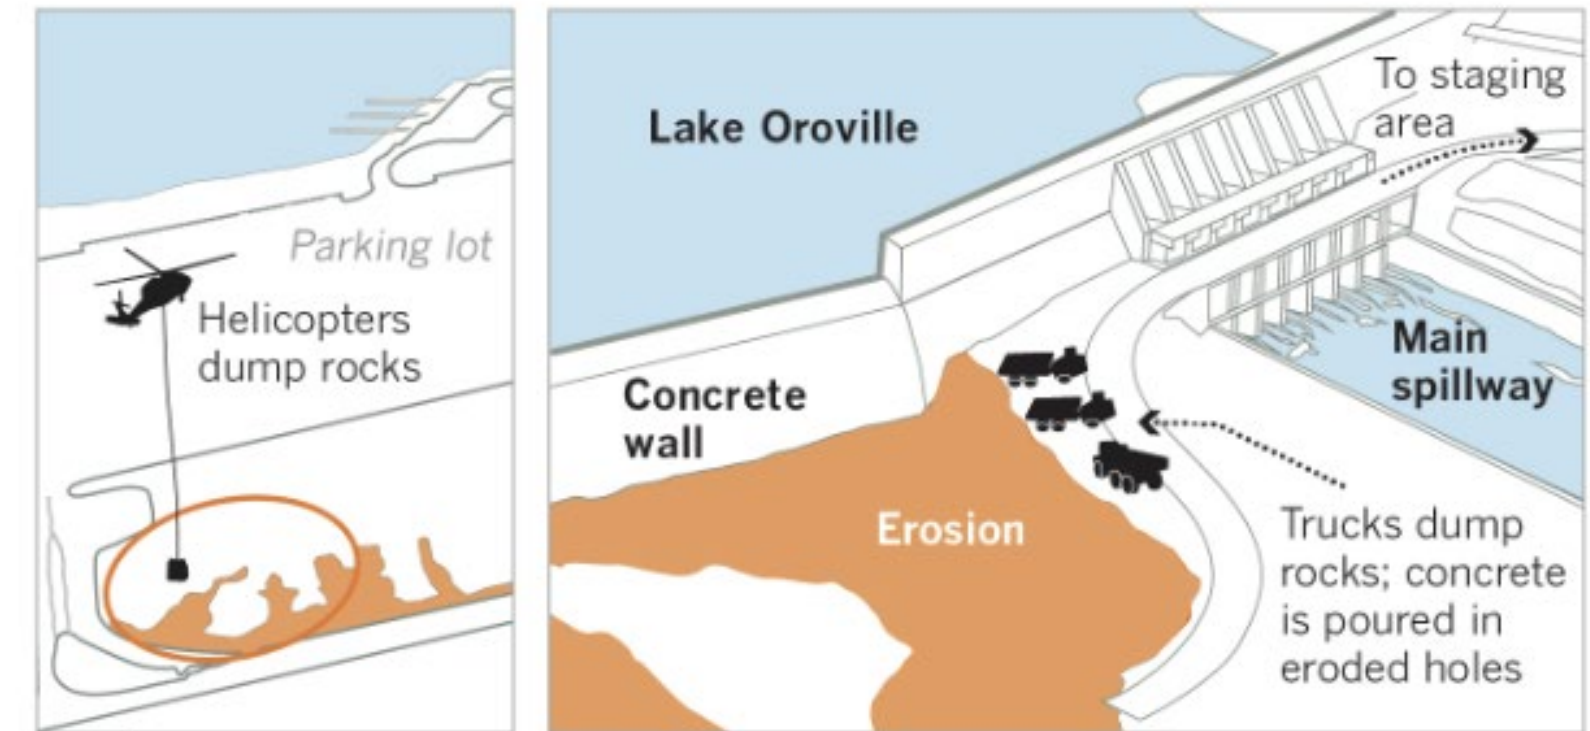 Parking lot
Helicopters
dump rocks
Lake Oroville
To staging
area
Main
spillway
Concrete
wall
Erosion
Trucks dump
rocks; concrete
is poured in
eroded holes